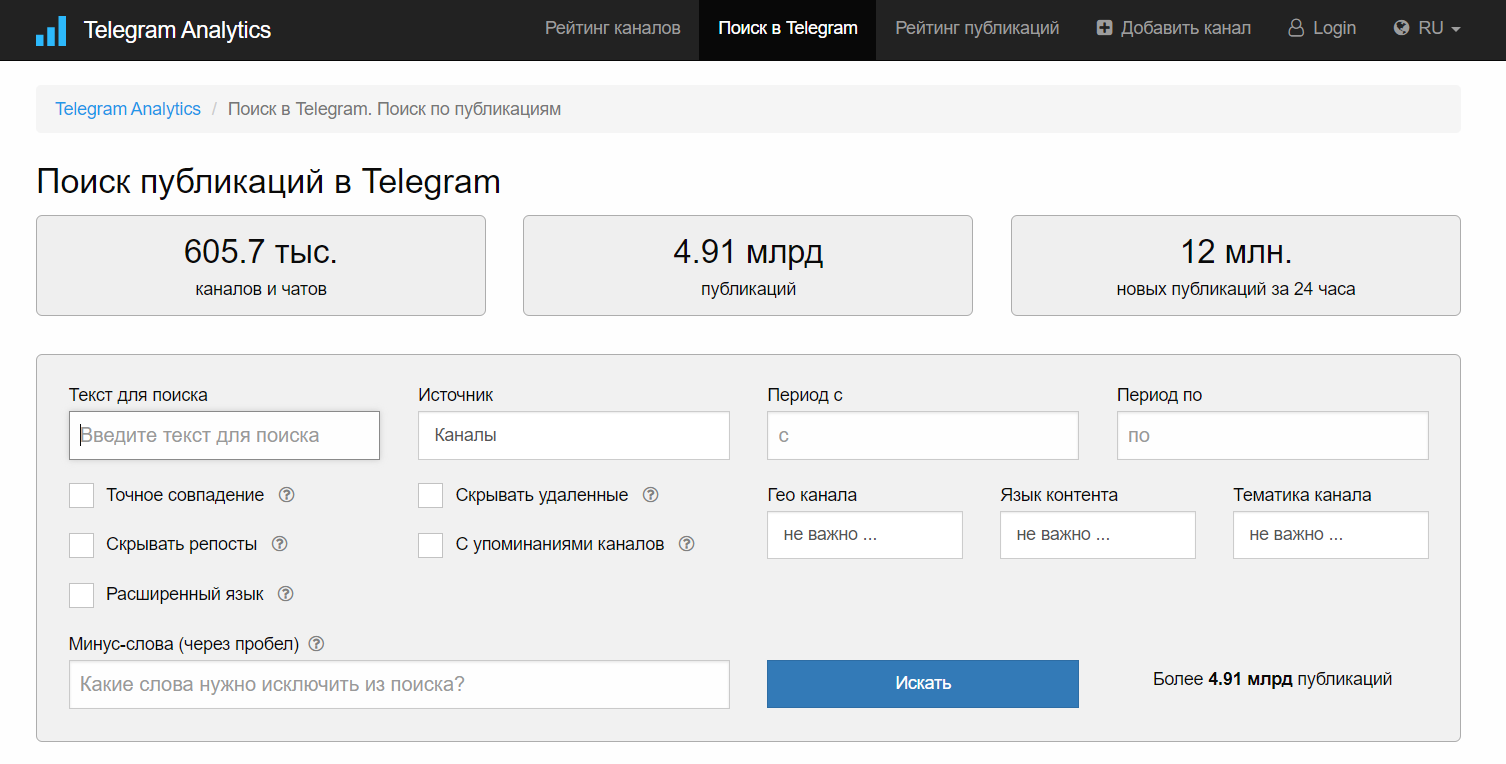 Telegram Analytics Рейтинг каналов Поиск в Telegram Рейтинг публикаций Добавить канал Login RU
Telegram Analytics / Поиск в Telegram. Поиск по публикациям
Поиск публикаций в Telegram
605.7 тыс. 4.91 млрд 12 млн.
каналов и чатов публикаций новых публикаций за 24 часа
Текст для поиска Источник Период с Период по
Введите текст для поиска Каналы с по
Точное совпадение ? Скрывать удаленные ? Гео канала Язык контента Тематика канала
не важно ... не важно ... не важно ...
Скрывать репосты ? С упоминаниями каналов ?
Расширенный язык ?
Минус-слова (через пробел) ?
Какие слова нужно исключить из поиска? Искать Более 4.91 млрд публикаций